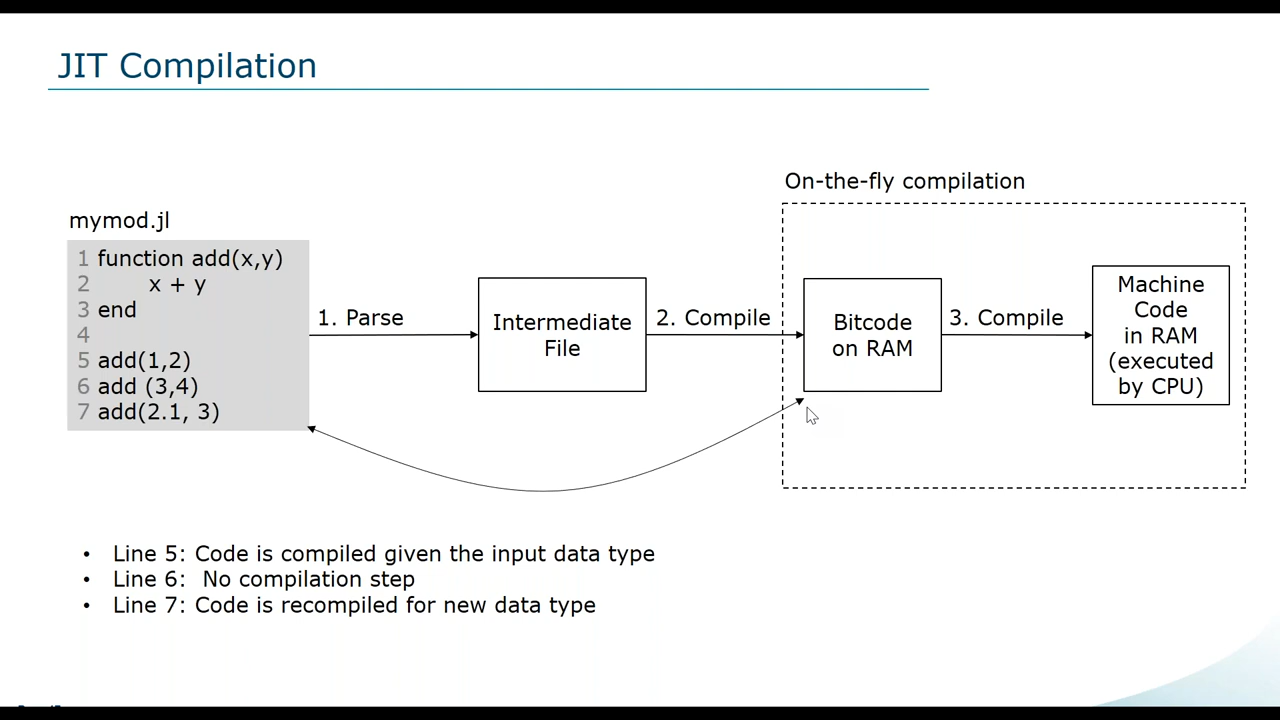 JIT Compilation
On-the-fly compilation
mymod.jl
1 function add(x,y)
2 x + y
3 end
4
5 add(1,2)
6 add (3,4)
7 add(2.1, 3)
1. Parse
Intermediate
File
2. Compile
Bitcode
on RAM
3. Compile
Machine
Code
in RAM
(executed
by CPU)
• Line 5: Code is compiled given the input data type
• Line 6: No compilation step
• Line 7: Code is recompiled for new data type